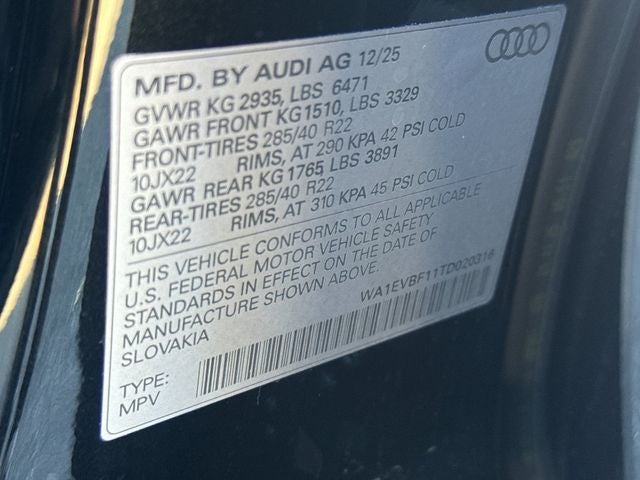 MFD. BY AUDI AG 12/25
GVWR KG 2935, LBS 6471
GAWR FRONT KG1510, LBS 3329
FRONT-TIRES 285/40 R22
10JX22 RIMS, AT 290 KPA 42 PSI COLD
GAWR REAR KG1765 LBS 3891
REAR-TIRES 285/40 R22
10JX22 RIMS, AT 310 KPA 45 PSI COLD
THIS VEHICLE CONFORMS TO ALL APPLICABLE
U.S. FEDERAL MOTOR VEHICLE SAFETY
STANDARDS IN EFFECT ON THE DATE OF
MANUFACTURE SHOWN ABOVE.
SLOVAKIA
WA1EVBF11TD020316
TYPE:
MPV